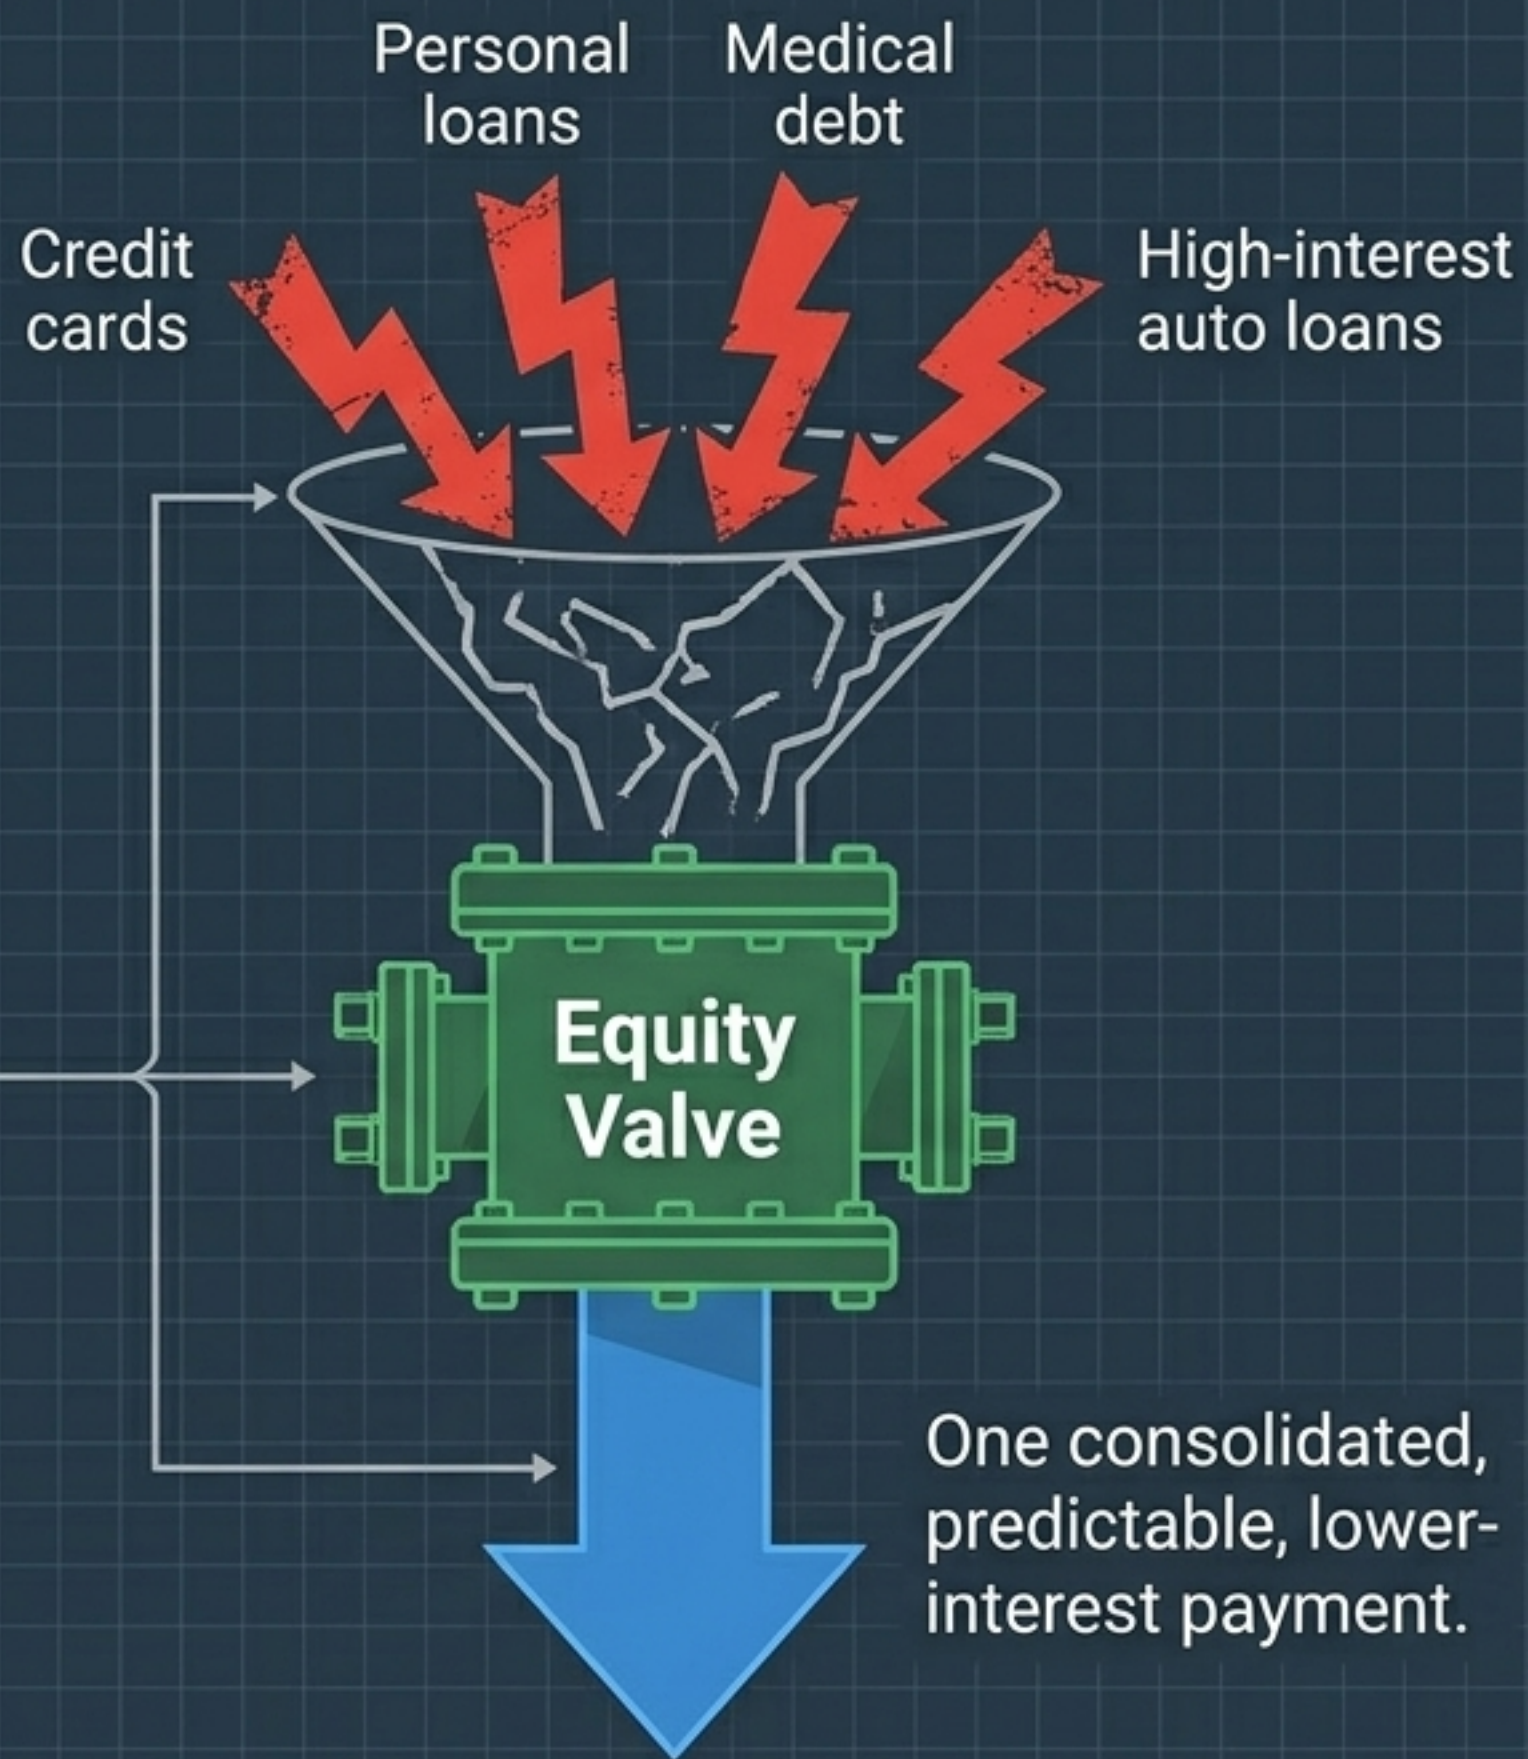 Personal
loans
Medical
debt
Credit
cards
High-interest
auto loans
Equity
Valve
One consolidated,
predictable, lower-
interest payment.